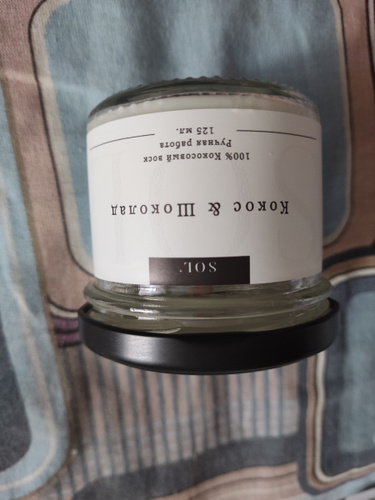 SOL'
Кокос & Шоколад
100% Кокосовый воск
Ручная работа
125 мл.